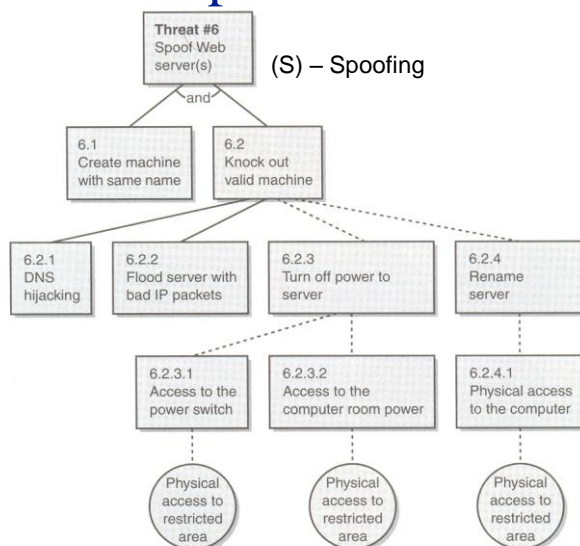 Threat #6
Spoof Web
server(s)
(S) – Spoofing
and
6.1
Create machine
with same name
6.2
Knock out
valid machine
6.2.1
DNS
hijacking
6.2.2
Flood server with
bad IP packets
6.2.3
Turn off power to
server
6.2.4
Rename
server
6.2.3.1
Access to the
power switch
6.2.3.2
Access to the
computer room power
6.2.4.1
Physical access
to the computer
Physical
access to
restricted
area
Physical
access to
restricted
area
Physical
access to
restricted
area